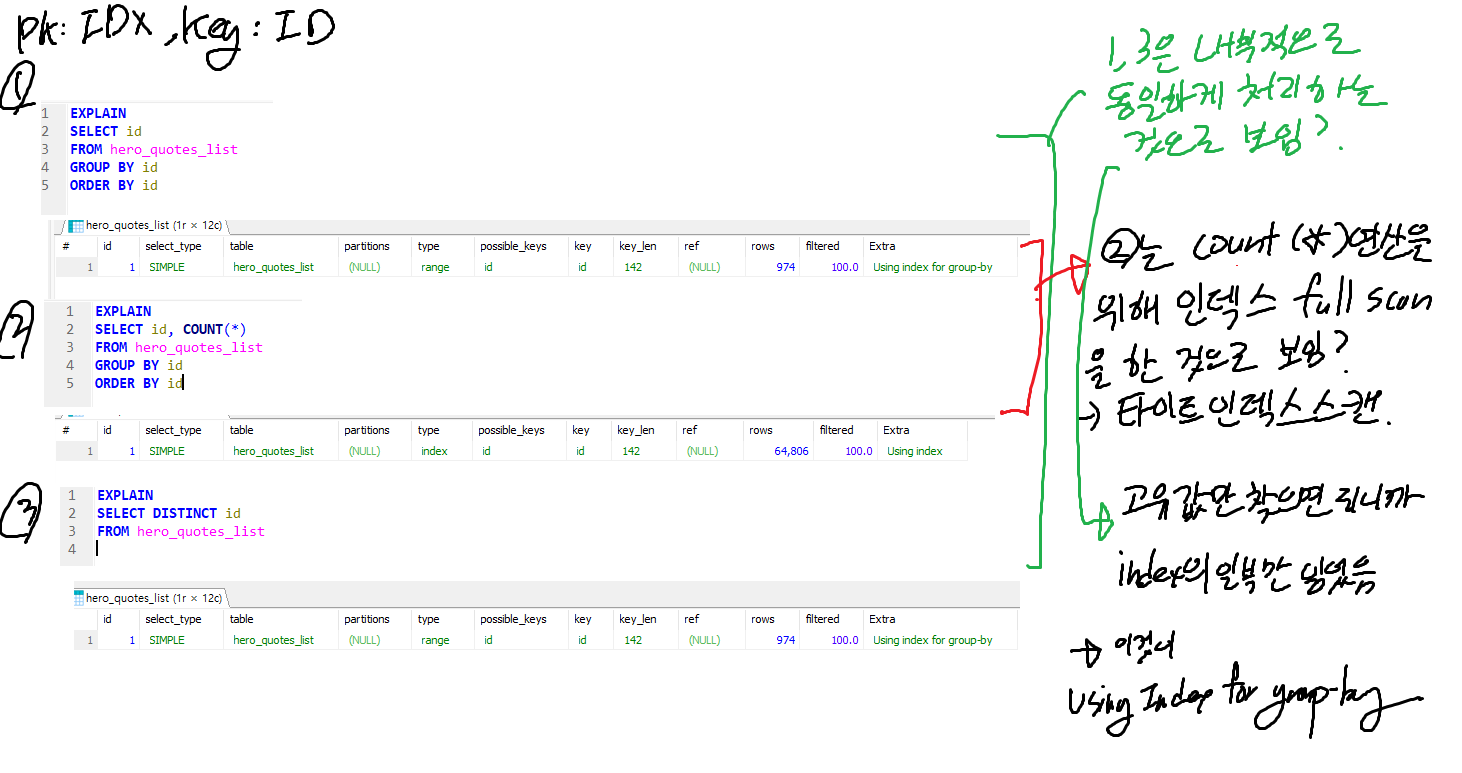 pk: IDX, key: ID
①
1 EXPLAIN
2 SELECT id
3 FROM hero_quotes_list
4 GROUP BY id
5 ORDER BY id
hero_quotes_list (1r × 12c)
# id select_type table partitions type possible_keys key key_len ref rows filtered Extra
1 1 SIMPLE hero_quotes_list (NULL) range id id 142 (NULL) 974 100.0 Using index for group-by
②
1 EXPLAIN
2 SELECT id, COUNT(*)
3 FROM hero_quotes_list
4 GROUP BY id
5 ORDER BY id
# id select_type table partitions type possible_keys key key_len ref rows filtered Extra
1 1 SIMPLE hero_quotes_list (NULL) index id id 142 (NULL) 64,806 100.0 Using index
③
1 EXPLAIN
2 SELECT DISTINCT id
3 FROM hero_quotes_list
4
hero_quotes_list (1r × 12c)
# id select_type table partitions type possible_keys key key_len ref rows filtered Extra
1 1 SIMPLE hero_quotes_list (NULL) range id id 142 (NULL) 974 100.0 Using index for group-by
1, 3은 내부적으로
동일하게 처리하는
것으로 보임?
②는 count(*)연산을
위해 인덱스 full scan
을 한 것으로 보임?
→ 타이트 인덱스 스캔.
고유값만 찾으면 되니까
index의 일부만 읽었음
→ 이것이
Using Index for group-by